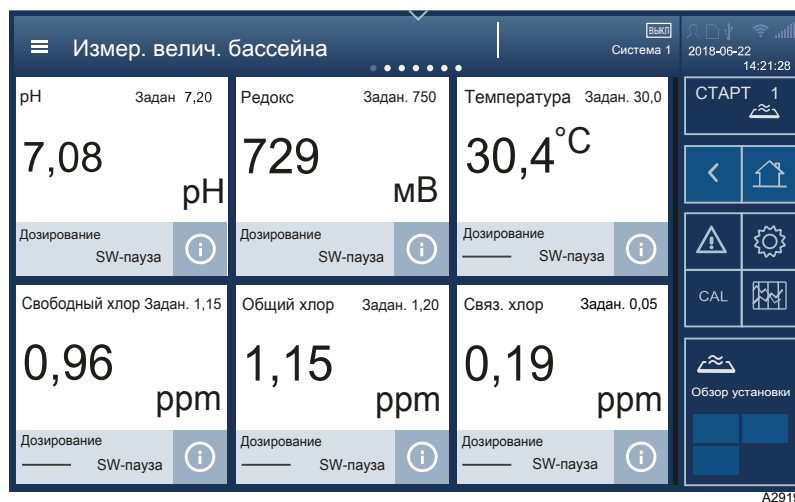 Измер. велич. бассейна
ВЫКЛ
Система 1
2018-06-22
14:21:28
pH Задан 7,20
7,08
pH
Дозирование
SW-пауза
Редокс Задан. 750
729
мВ
Дозирование
SW-пауза
Температура Задан. 30,0
30,4°C
Дозирование
SW-пауза
Свободный хлор Задан. 1,15
0,96
ppm
Дозирование
SW-пауза
Общий хлор Задан. 1,20
1,15
ppm
Дозирование
SW-пауза
Связ. хлор Задан. 0,05
0,19
ppm
Дозирование
SW-пауза
СТАРТ 1
CAL
Обзор установки
A2919